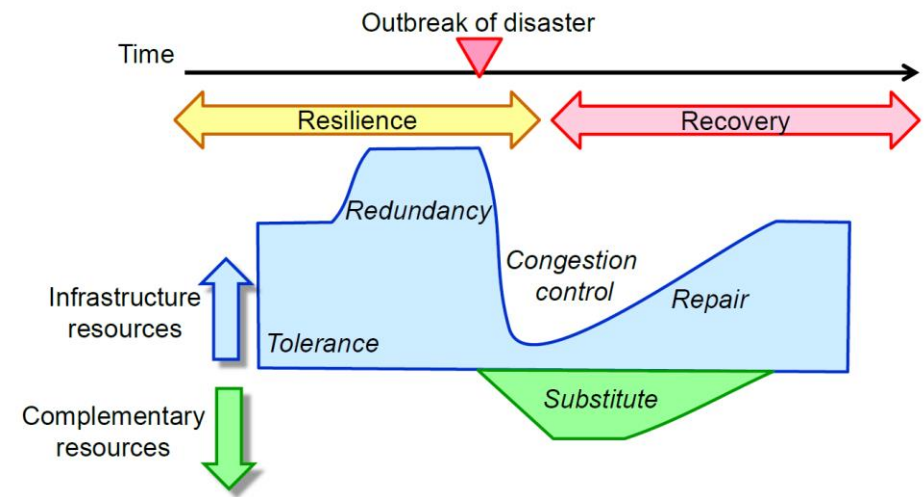 Outbreak of disaster
Time
Resilience
Recovery
Redundancy
Congestion
control
Infrastructure
resources
Repair
Tolerance
Substitute
Complementary
resources